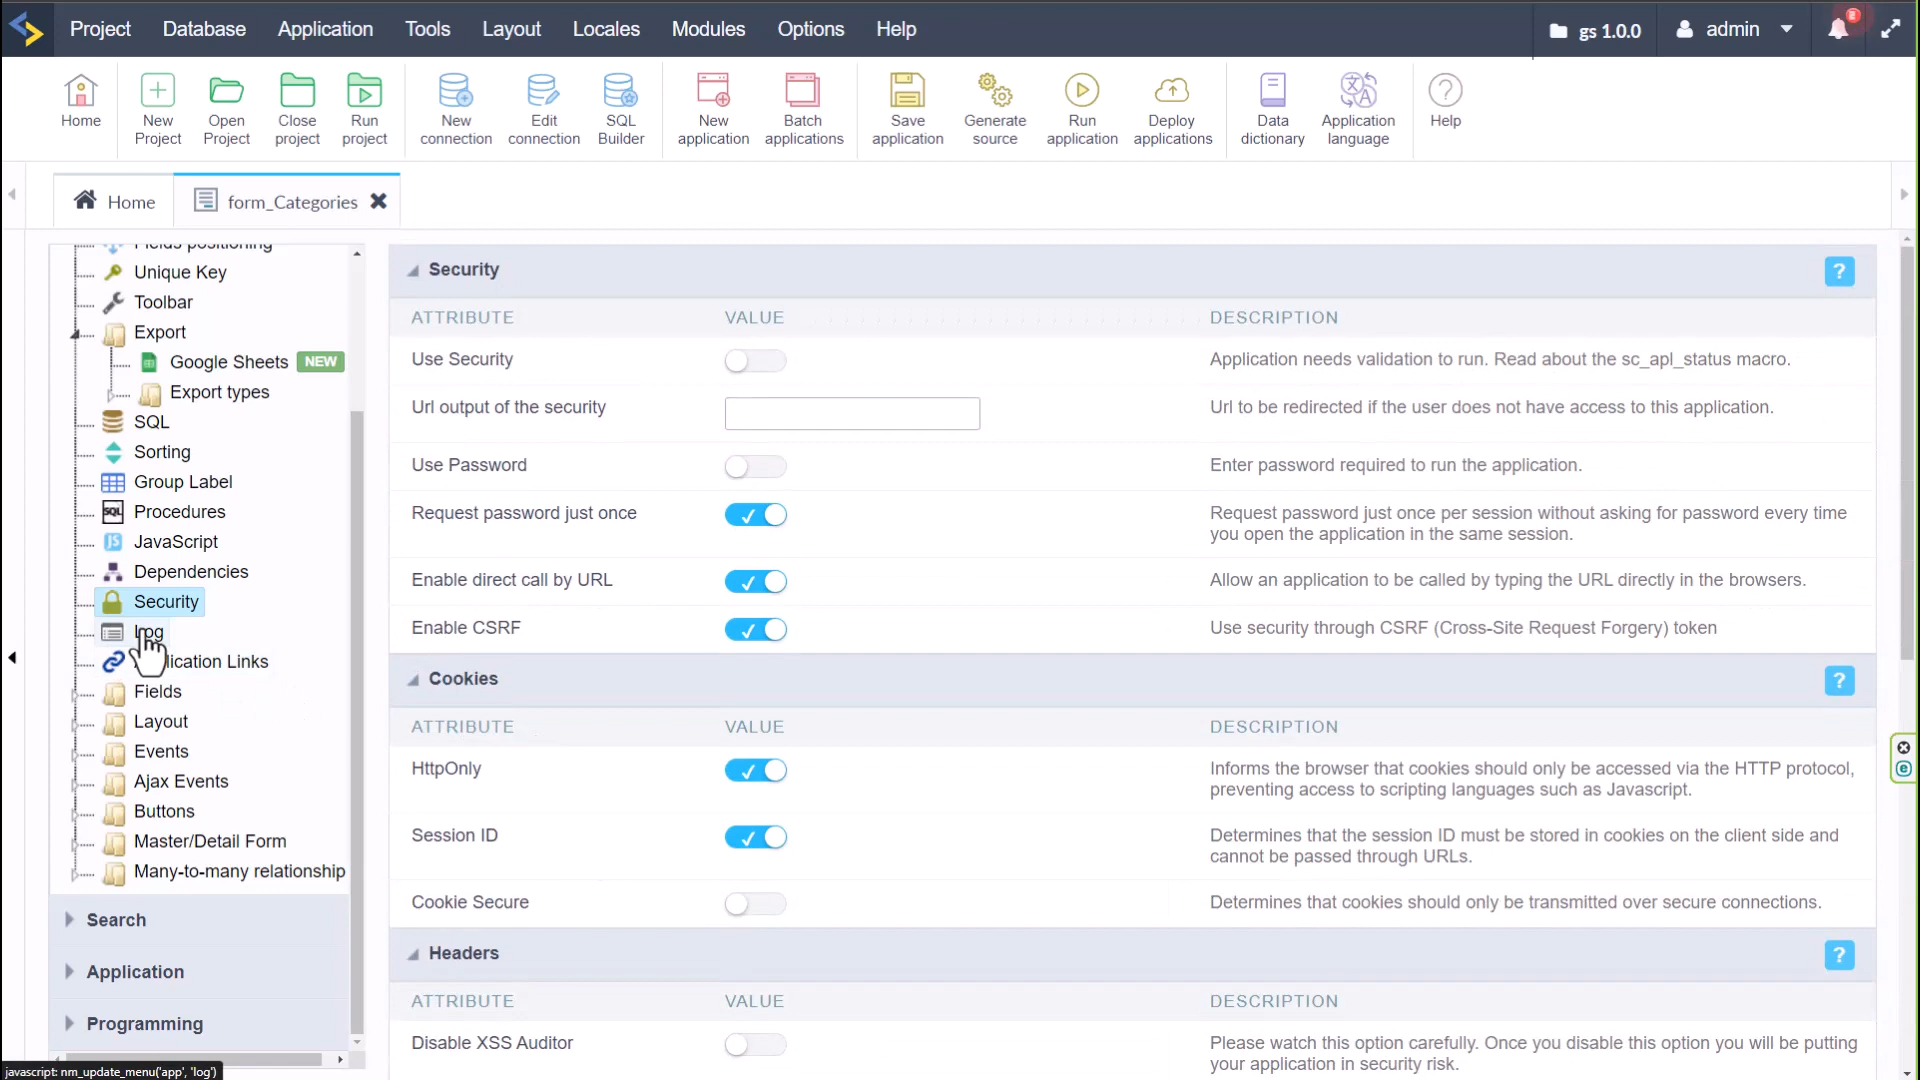 Project Database Application Tools Layout Locales Modules Options Help
gs 1.0.0
admin
Home
New Project
Open Project
Close project
Run project
New connection
Edit connection
SQL Builder
New application
Batch applications
Save application
Generate source
Run application
Deploy applications
Data dictionary
Application language
Help
Home
form_Categories
Fields positioning
Unique Key
Toolbar
Export
Google Sheets NEW
Export types
SQL
Sorting
Group Label
Procedures
JavaScript
Dependencies
Security
Log
Application Links
Fields
Layout
Events
Ajax Events
Buttons
Master/Detail Form
Many-to-many relationship
Search
Application
Programming
javascript: nm_update_menu('app', 'log')
Security ?
ATTRIBUTE VALUE DESCRIPTION
Use Security Application needs validation to run. Read about the sc_apl_status macro.
Url output of the security Url to be redirected if the user does not have access to this application.
Use Password Enter password required to run the application.
Request password just once Request password just once per session without asking for password every time
you open the application in the same session.
Enable direct call by URL Allow an application to be called by typing the URL directly in the browsers.
Enable CSRF Use security through CSRF (Cross-Site Request Forgery) token
Cookies ?
ATTRIBUTE VALUE DESCRIPTION
HttpOnly Informs the browser that cookies should only be accessed via the HTTP protocol,
preventing access to scripting languages such as Javascript.
Session ID Determines that the session ID must be stored in cookies on the client side and
cannot be passed through URLs.
Cookie Secure Determines that cookies should only be transmitted over secure connections.
Headers ?
ATTRIBUTE VALUE DESCRIPTION
Disable XSS Auditor Please watch this option carefully. Once you disable this option you will be putting
your application in security risk.